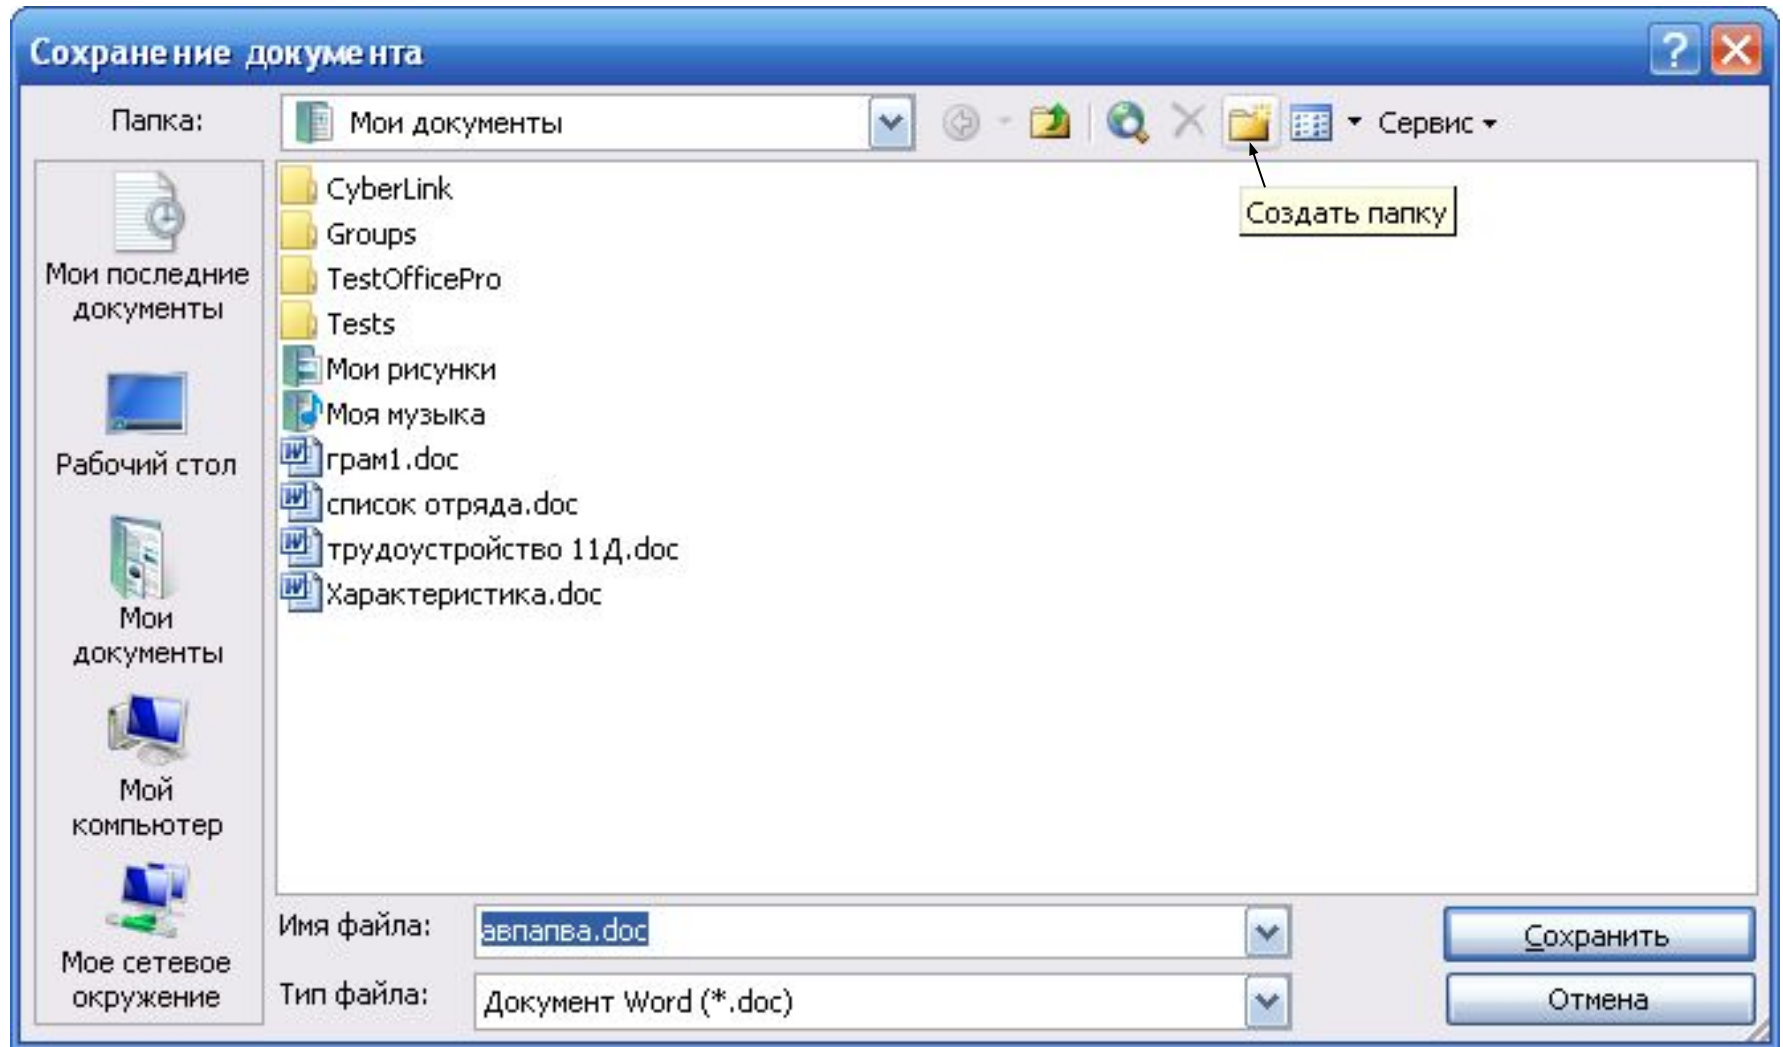 Сохранение документа
Папка:
Мои документы
Сервис
Создать папку
Мои последние
документы
Рабочий стол
Мои
документы
Мой
компьютер
Мое сетевое
окружение
CyberLink
Groups
TestOfficePro
Tests
Мои рисунки
Моя музыка
грам1.doc
список отряда.doc
трудоустройство 11Д.doc
Характеристика.doc
Имя файла:
авпапва.doc
Сохранить
Тип файла:
Документ Word (*.doc)
Отмена